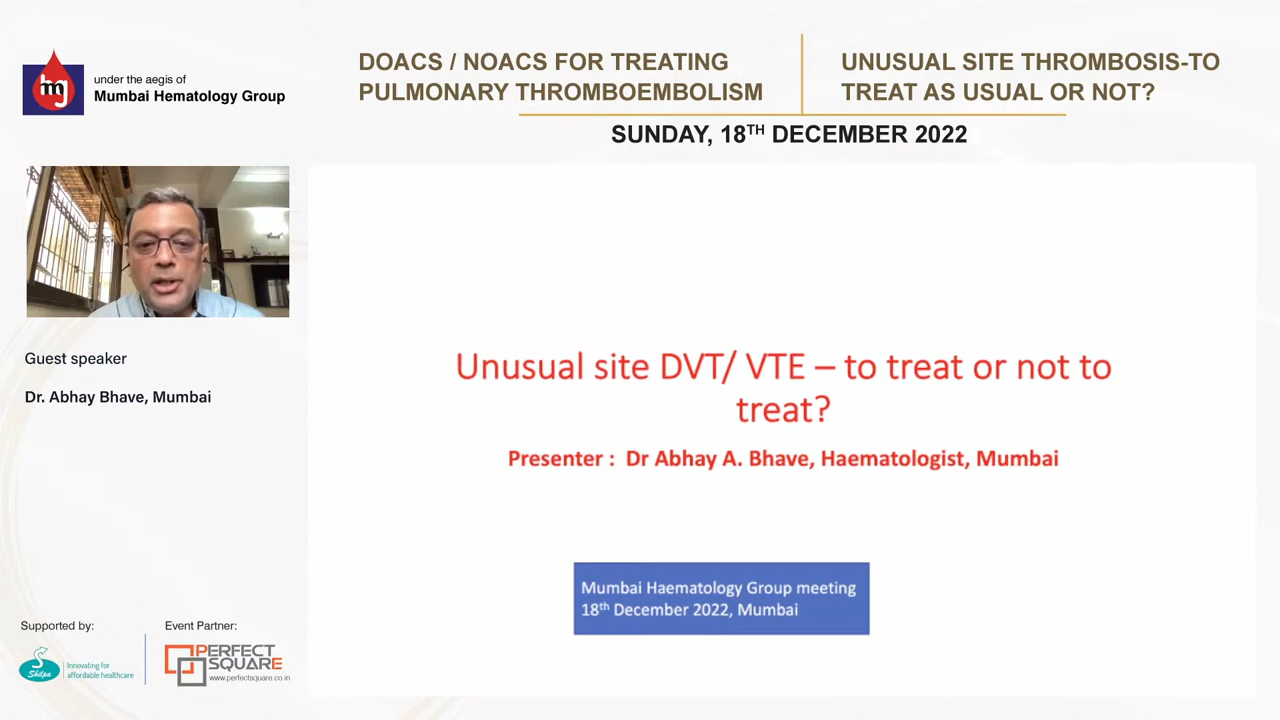 mg
under the aegis of
Mumbai Hematology Group
DOACS / NOACS FOR TREATING
PULMONARY THROMBOEMBOLISM
UNUSUAL SITE THROMBOSIS-TO
TREAT AS USUAL OR NOT?
SUNDAY, 18TH DECEMBER 2022
Guest speaker
Dr. Abhay Bhave, Mumbai
Unusual site DVT/ VTE – to treat or not to
treat?
Presenter : Dr Abhay A. Bhave, Haematologist, Mumbai
Mumbai Haematology Group meeting
18th December 2022, Mumbai
Supported by:
Shilpa
Innovating for
affordable healthcare
Event Partner:
PERFECT
SQUARE
www.perfectsquare.co.in